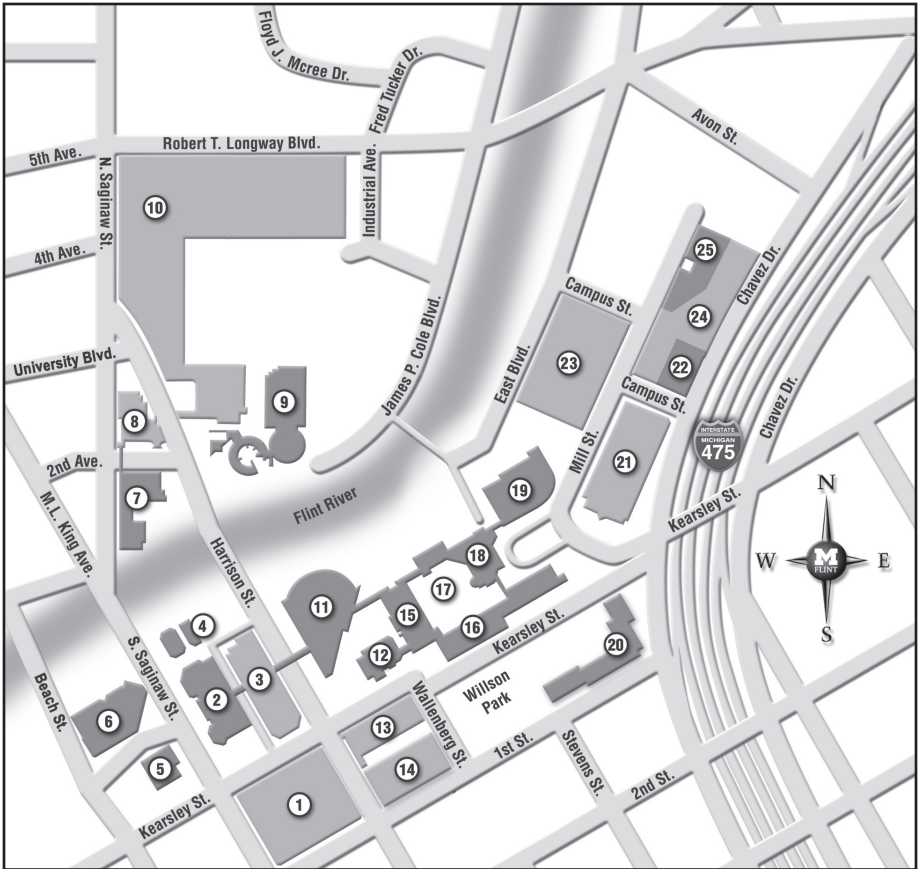 Floyd J. Mcree Dr.
Fred Tucker Dr.
Avon St.
Robert T. Longway Blvd.
5th Ave.
N. Saginaw St.
Industrial Ave.
10
4th Ave.
25
Chavez Dr.
Campus St.
24
James P. Cole Blvd.
University Blvd.
East Blvd.
23
22
Campus St.
9
8
Chavez Dr.
INTERSTATE
MICHIGAN
475
Mill St.
21
2nd Ave.
7
M.L. King Ave.
19
Kearsley St.
Flint River
N
18
Harrison St.
W
M
FLINT
E
17
11
15
16
S
4
Kearsley St.
20
12
3
2
Willson
Park
Wallenberg St.
S. Saginaw St.
Beach St.
6
13
1st St.
Stevens St.
5
14
2nd St.
1
Kearsley St.